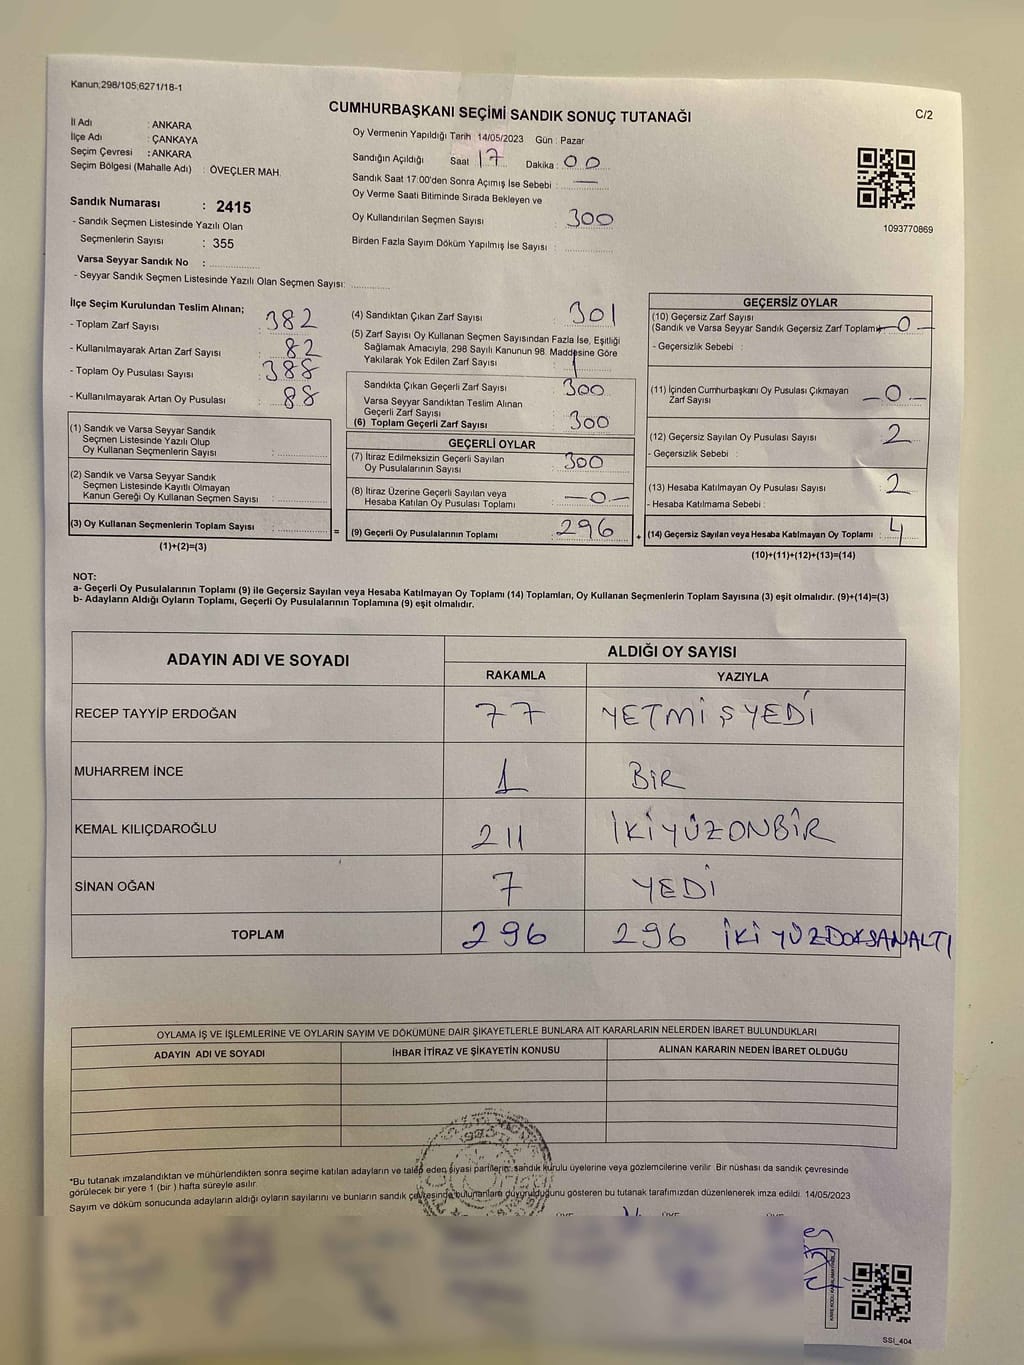 Kanun;298/105;6271/18-1
CUMHURBAŞKANI SEÇİMİ SANDIK SONUÇ TUTANAĞI
C/2
İl Adı : ANKARA
İlçe Adı : ÇANKAYA
Seçim Çevresi : ANKARA
Seçim Bölgesi (Mahalle Adı) : ÖVEÇLER MAH.
Sandık Numarası : 2415
- Sandık Seçmen Listesinde Yazılı Olan
Seçmenlerin Sayısı : 355
Varsa Seyyar Sandık No :
- Seyyar Sandık Seçmen Listesinde Yazılı Olan Seçmen Sayısı:
Oy Vermenin Yapıldığı Tarih 14/05/2023 Gün : Pazar
Sandığın Açıldığı Saat 17 Dakika : 00
Sandık Saat 17:00'den Sonra Açımış İse Sebebi : —
Oy Verme Saati Bitiminde Sırada Bekleyen ve
Oy Kullandırılan Seçmen Sayısı : 300
Birden Fazla Sayım Döküm Yapılmış İse Sayısı :
1093770869
İlçe Seçim Kurulundan Teslim Alınan;
- Toplam Zarf Sayısı : 382
- Kullanılmayarak Artan Zarf Sayısı : 82
- Toplam Oy Pusulası Sayısı : 388
- Kullanılmayarak Artan Oy Pusulası : 88
(1) Sandık ve Varsa Seyyar Sandık
Seçmen Listesinde Yazılı Olup
Oy Kullanan Seçmenlerin Sayısı :
(2) Sandık ve Varsa Seyyar Sandık
Seçmen Listesinde Kayıtlı Olmayan
Kanun Gereği Oy Kullanan Seçmen Sayısı :
(3) Oy Kullanan Seçmenlerin Toplam Sayısı :
(1)+(2)=(3)
(4) Sandıktan Çıkan Zarf Sayısı : 301
(5) Zarf Sayısı Oy Kullanan Seçmen Sayısından Fazla İse, Eşitliği
Sağlamak Amacıyla, 298 Sayılı Kanunun 98. Maddesine Göre
Yakılarak Yok Edilen Zarf Sayısı : 1
Sandıkta Çıkan Geçerli Zarf Sayısı : 300
Varsa Seyyar Sandıktan Teslim Alınan
Geçerli Zarf Sayısı :
(6) Toplam Geçerli Zarf Sayısı : 300
GEÇERLİ OYLAR
(7) İtiraz Edilmeksizin Geçerli Sayılan
Oy Pusulalarının Sayısı : 300
(8) İtiraz Üzerine Geçerli Sayılan veya
Hesaba Katılan Oy Pusulası Toplamı : —0—
= (9) Geçerli Oy Pusulalarının Toplamı : 296
GEÇERSİZ OYLAR
(10) Geçersiz Zarf Sayısı
(Sandık ve Varsa Seyyar Sandık Geçersiz Zarf Toplamı —0—
- Geçersizlik Sebebi :
(11) İçinden Cumhurbaşkanı Oy Pusulası Çıkmayan
Zarf Sayısı : —0—
(12) Geçersiz Sayılan Oy Pusulası Sayısı : 2
- Geçersizlik Sebebi :
(13) Hesaba Katılmayan Oy Pusulası Sayısı : 2
- Hesaba Katılmama Sebebi :
+ (14) Geçersiz Sayılan veya Hesaba Katılmayan Oy Toplamı : 4
(10)+(11)+(12)+(13)=(14)
NOT:
a- Geçerli Oy Pusulalarının Toplamı (9) ile Geçersiz Sayılan veya Hesaba Katılmayan Oy Toplamı (14) Toplamları, Oy Kullanan Seçmenlerin Toplam Sayısına (3) eşit olmalıdır. (9)+(14)=(3)
b- Adayların Aldığı Oyların Toplamı, Geçerli Oy Pusulalarının Toplamına (9) eşit olmalıdır.
ADAYIN ADI VE SOYADI
ALDIĞI OY SAYISI
RAKAMLA YAZIYLA
RECEP TAYYİP ERDOĞAN 77 YETMİŞYEDİ
MUHARREM İNCE 1 BİR
KEMAL KILIÇDAROĞLU 211 İKİYÜZONBİR
SİNAN OĞAN 7 YEDİ
TOPLAM 296 296 İKİYÜZDOKSANALTI
OYLAMA İŞ VE İŞLEMLERİNE VE OYLARIN SAYIM VE DÖKÜMÜNE DAİR ŞİKAYETLERLE BUNLARA AİT KARARLARIN NELERDEN İBARET BULUNDUKLARI
ADAYIN ADI VE SOYADI İHBAR İTİRAZ VE ŞİKAYETİN KONUSU ALINAN KARARIN NEDEN İBARET OLDUĞU
*Bu tutanak imzalandıktan ve mühürlendikten sonra seçime katılan adayların ve talep eden siyasi partilerin sandık kurulu üyelerine veya gözlemcilerine verilir. Bir nüshası da sandık çevresinde
görülecek bir yere 1 (bir) hafta süreyle asılır.
Sayım ve döküm sonucunda adayların aldığı oyların sayılarını ve bunların sandık çevresinde bulunanlara duyurulduğunu gösteren bu tutanak tarafımızdan düzenlenerek imza edildi. 14/05/2023
SSI_404